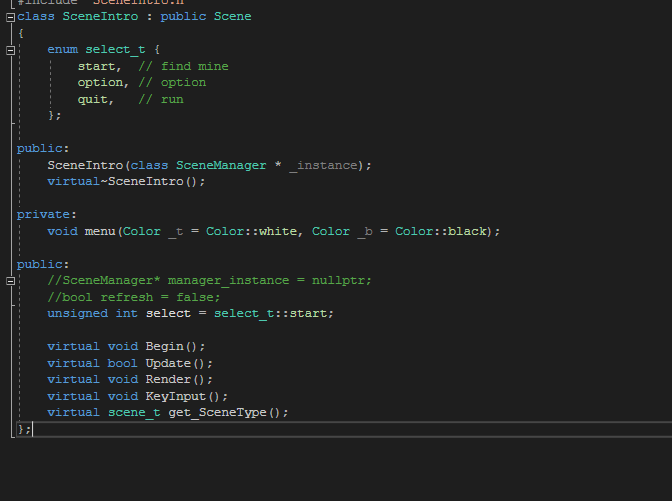 #include "SceneIntro.h"
class SceneIntro : public Scene
{
    enum select_t {
        start,  // find mine
        option, // option
        quit,   // run
    };
public:
    SceneIntro(class SceneManager * _instance);
    virtual~SceneIntro();
private:
    void menu(Color _t = Color::white, Color _b = Color::black);
public:
    //SceneManager* manager_instance = nullptr;
    //bool refresh = false;
    unsigned int select = select_t::start;
    virtual void Begin();
    virtual bool Update();
    virtual void Render();
    virtual void KeyInput();
    virtual scene_t get_SceneType();
};